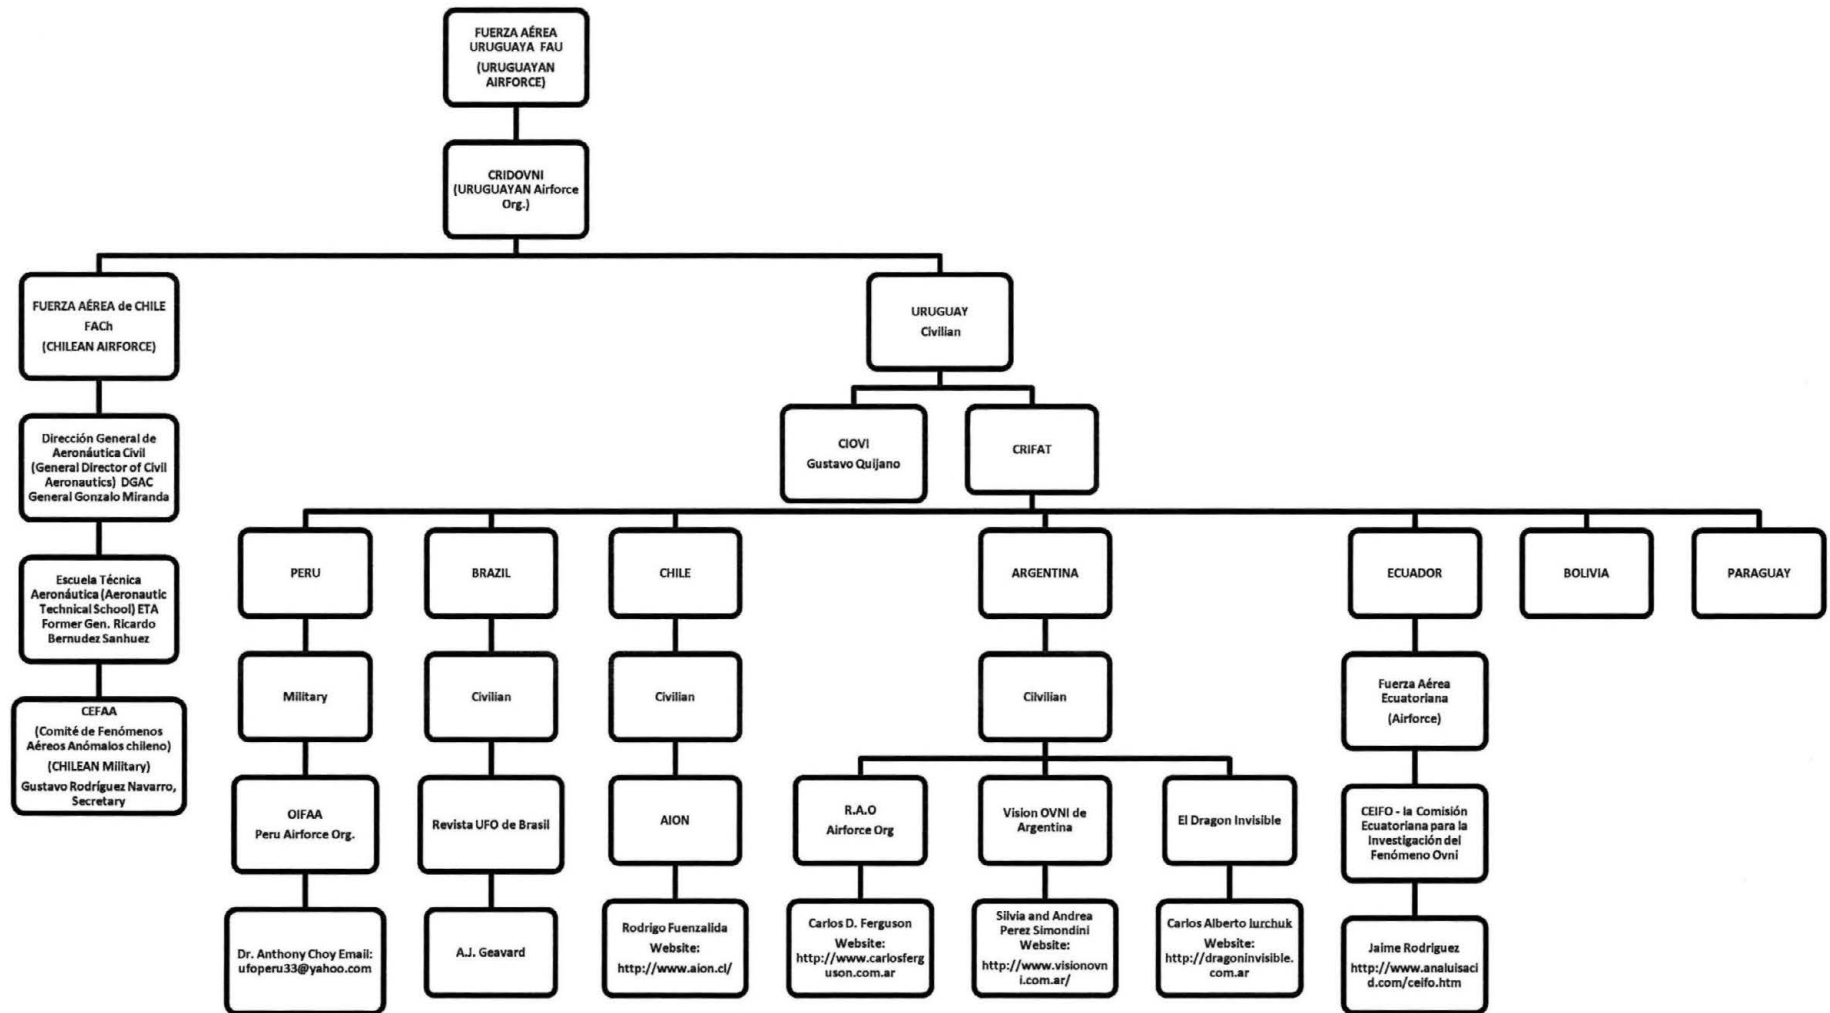 FUERZA AÉREA
URUGUAYA FAU
(URUGUAYAN
AIRFORCE)
CRIDOVNI
(URUGUAYAN Airforce
Org.)
FUERZA AÉREA de CHILE
FACh
(CHILEAN AIRFORCE)
URUGUAY
Civilian
Dirección General de
Aeronáutica Civil
(General Director of Civil
Aeronautics) DGAC
General Gonzalo Miranda
CIOVI
Gustavo Quijano
CRIFAT
Escuela Técnica
Aeronáutica (Aeronautic
Technical School) ETA
Former Gen. Ricardo
Bernudez Sanhuez
PERU
BRAZIL
CHILE
ARGENTINA
ECUADOR
BOLIVIA
PARAGUAY
CEFAA
(Comité de Fenómenos
Aéreos Anómalos chileno)
(CHILEAN Military)
Gustavo Rodríguez Navarro,
Secretary
Military
Civilian
Civilian
Cilvilian
Fuerza Aérea
Ecuatoriana
(Airforce)
OIFAA
Peru Airforce Org.
Revista UFO de Brasil
AION
R.A.O
Airforce Org
Vision OVNI de
Argentina
El Dragon Invisible
CEIFO - la Comisión
Ecuatoriana para la
Investigación del
Fenómeno Ovni
Dr. Anthony Choy Email:
ufoperu33@yahoo.com
A.J. Geavard
Rodrigo Fuenzalida
Website:
http://www.aion.cl/
Carlos D. Ferguson
Website:
http://www.carlosferg
uson.com.ar
Silvia and Andrea
Perez Simondini
Website:
http://www.visionovn
i.com.ar/
Carlos Alberto Iurchuk
Website:
http://dragoninvisible.
com.ar
Jaime Rodriguez
http://www.analuisaci
d.com/ceifo.htm